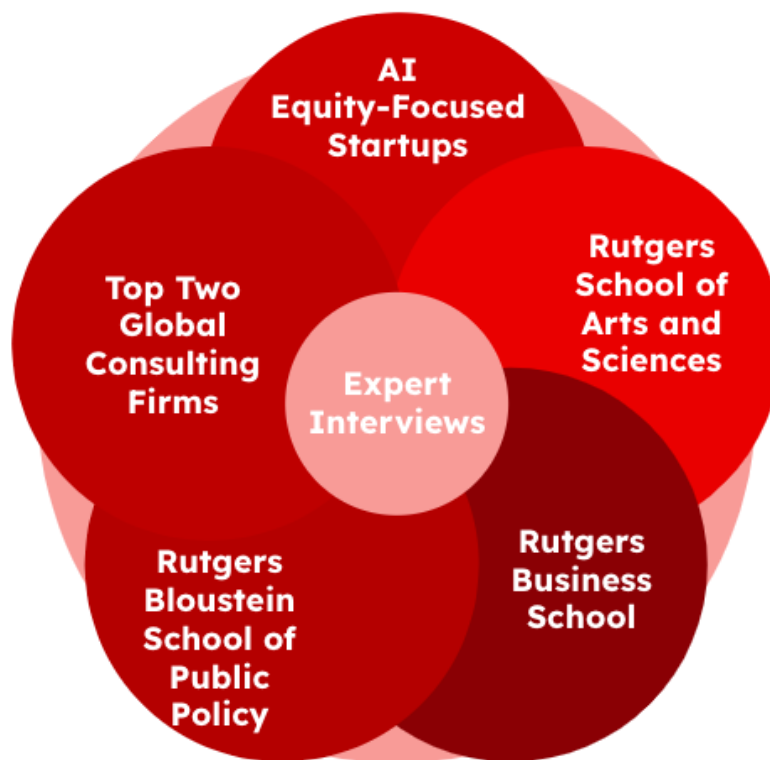 AI
Equity-Focused
Startups
Rutgers
School of
Arts and
Sciences
Top Two
Global
Consulting
Firms
Expert
Interviews
Rutgers
Business
School
Rutgers
Bloustein
School of
Public
Policy